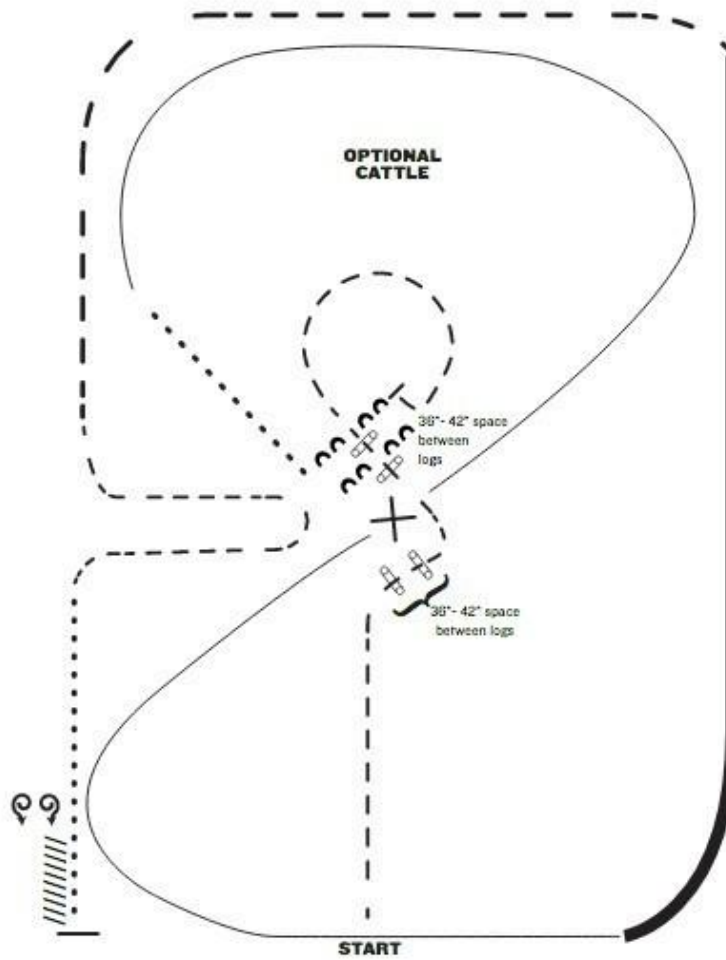 OPTIONAL
CATTLE
36"- 42" space
between
logs
36"- 42" space
between logs
START